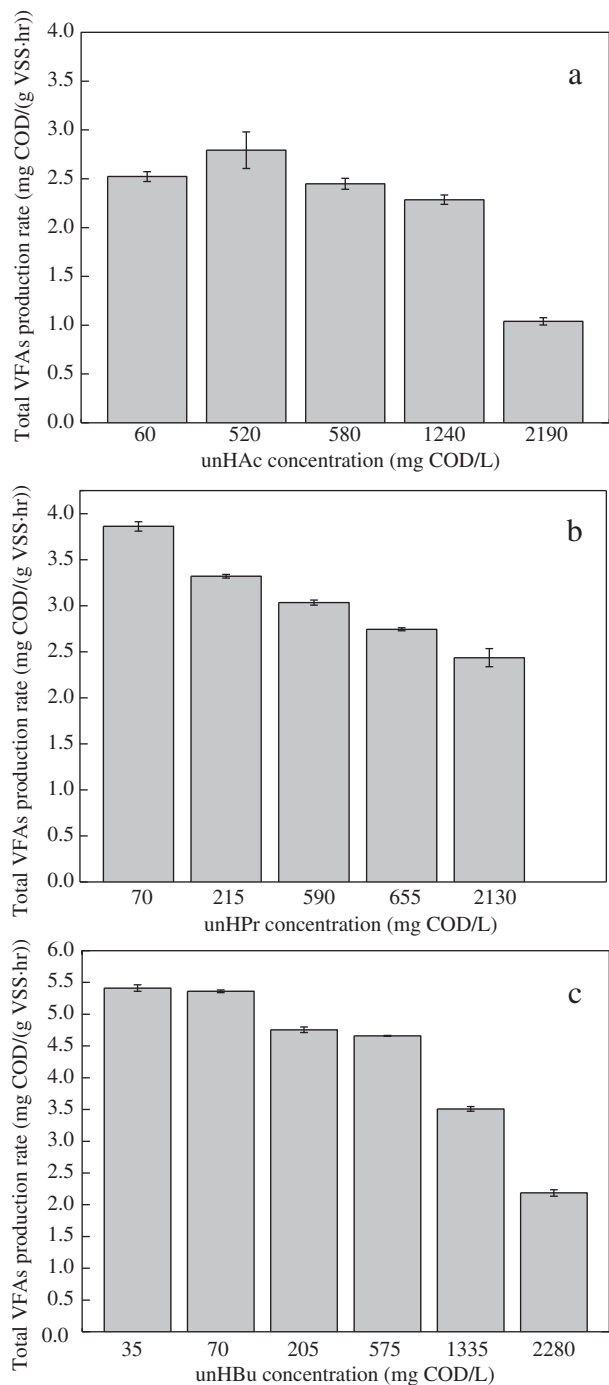 Total VFAs production rate (mg COD/(g VSS·hr))
4.0
3.5
3.0
2.5
2.0
1.5
1.0
0.5
0.0
a
60 520 580 1240 2190
unHAc concentration (mg COD/L)
Total VFAs production rate (mg COD/(g VSS·hr))
4.0
3.5
3.0
2.5
2.0
1.5
1.0
0.5
0.0
b
70 215 590 655 2130
unHPr concentration (mg COD/L)
Total VFAs production rate (mg COD/(g VSS·hr))
6.0
5.5
5.0
4.5
4.0
3.5
3.0
2.5
2.0
1.5
1.0
0.5
0.0
c
35 70 205 575 1335 2280
unHBu concentration (mg COD/L)